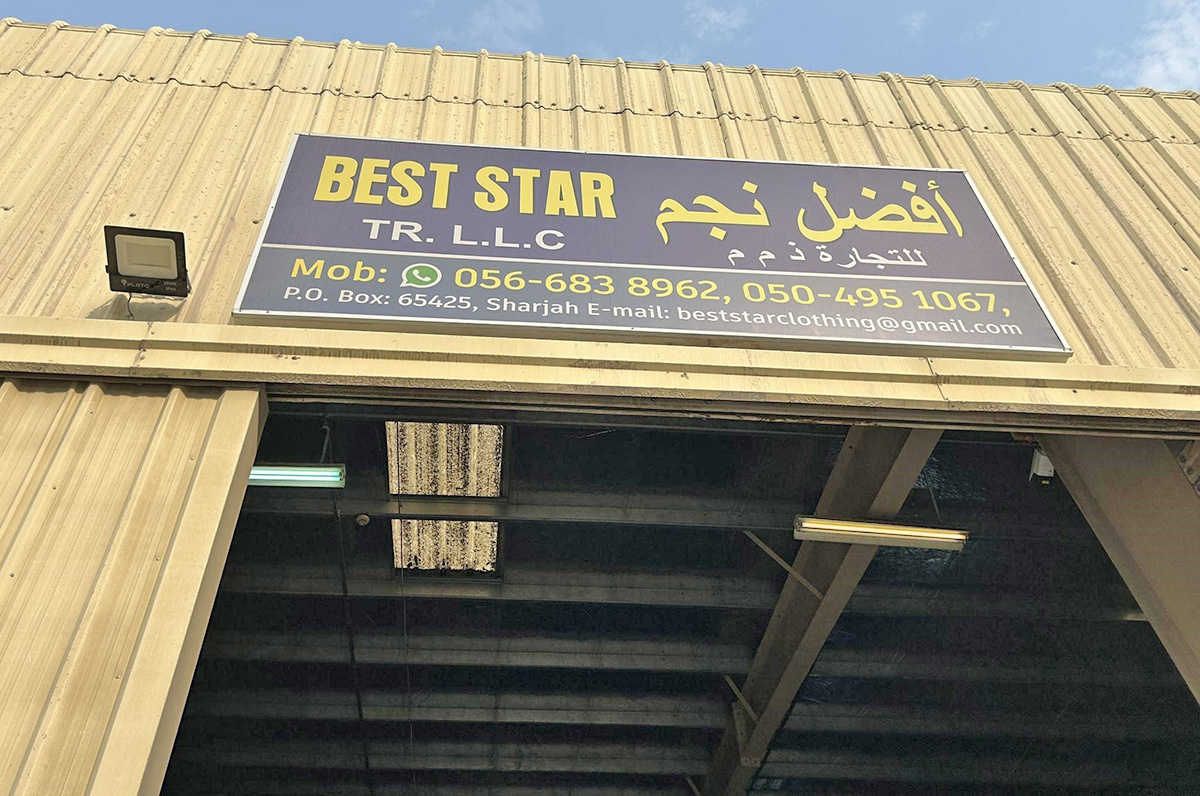 BEST STAR
TR. L.L.C
أفضل نجم
للتجارة ذ م م
Mob: 056-683 8962, 050-495 1067,
P.O. Box: 65425, Sharjah E-mail: beststarclothing@gmail.com